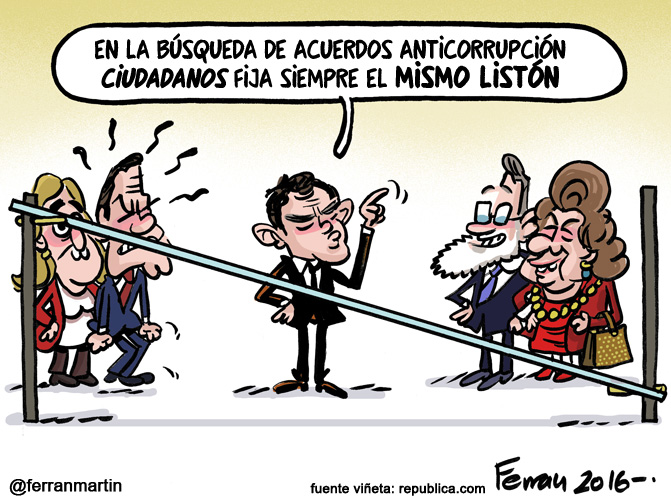 EN LA BÚSQUEDA DE ACUERDOS ANTICORRUPCIÓN
CIUDADANOS FIJA SIEMPRE EL MISMO LISTÓN
@ferranmartin
fuente viñeta: republica.com
Ferran 2016-.